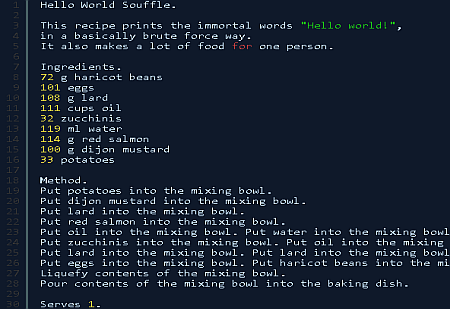 1 Hello World Souffle.
2
3 This recipe prints the immortal words "Hello world!",
4 in a basically brute force way.
5 It also makes a lot of food for one person.
6
7 Ingredients.
8 72 g haricot beans
9 101 eggs
10 108 g lard
11 111 cups oil
12 32 zucchinis
13 119 ml water
14 114 g red salmon
15 100 g dijon mustard
16 33 potatoes
17
18 Method.
19 Put potatoes into the mixing bowl.
20 Put dijon mustard into the mixing bowl.
21 Put lard into the mixing bowl.
22 Put red salmon into the mixing bowl.
23 Put oil into the mixing bowl. Put water into the mixing bowl
24 Put zucchinis into the mixing bowl. Put oil into the mixing
25 Put lard into the mixing bowl. Put lard into the mixing bowl
26 Put eggs into the mixing bowl. Put haricot beans into the mi
27 Liquefy contents of the mixing bowl.
28 Pour contents of the mixing bowl into the baking dish.
29
30 Serves 1.